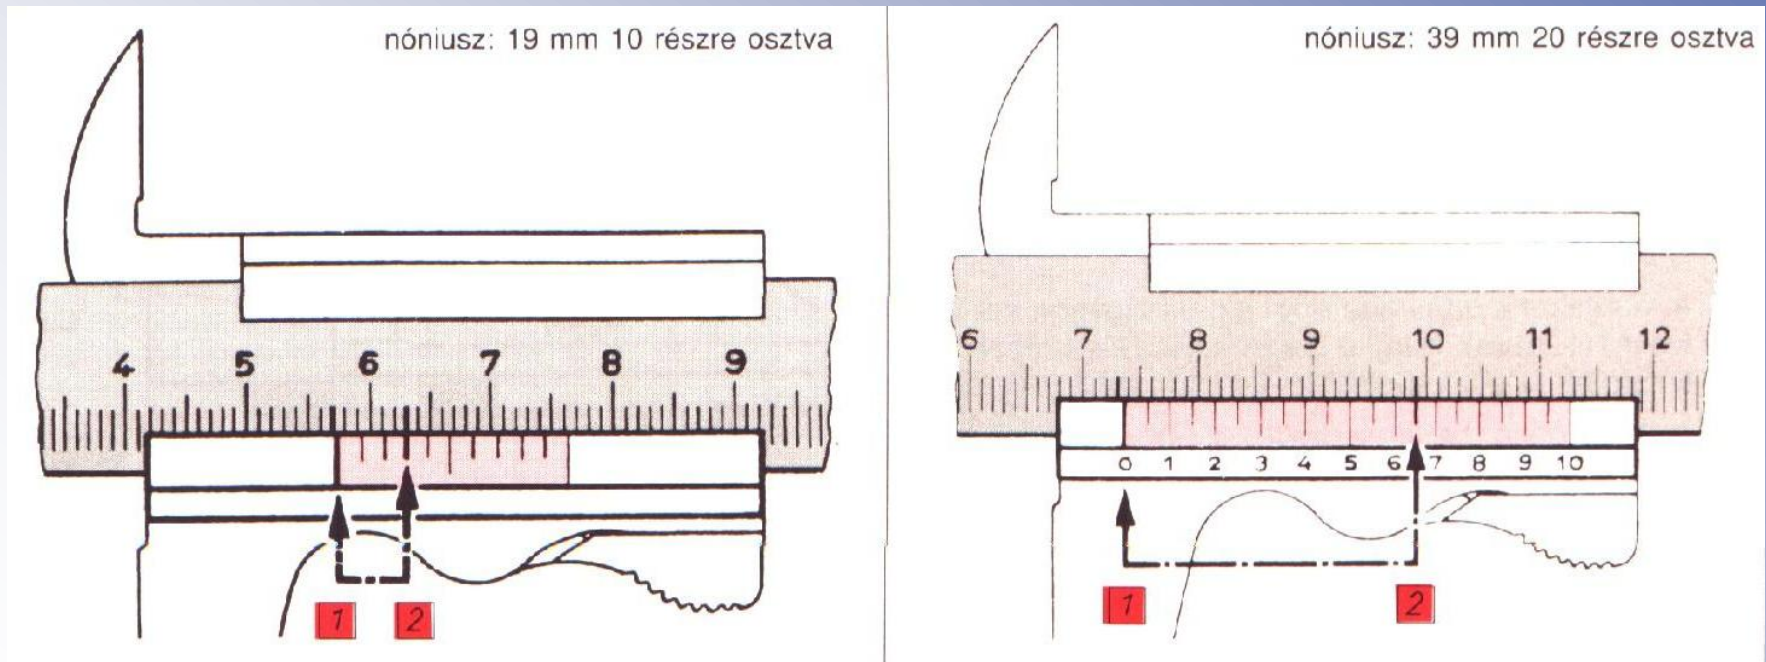 nóniusz: 19 mm 10 részre osztva
4 5 6 7 8 9
1 2
nóniusz: 39 mm 20 részre osztva
6 7 8 9 10 11 12
0 1 2 3 4 5 6 7 8 9 10
1 2